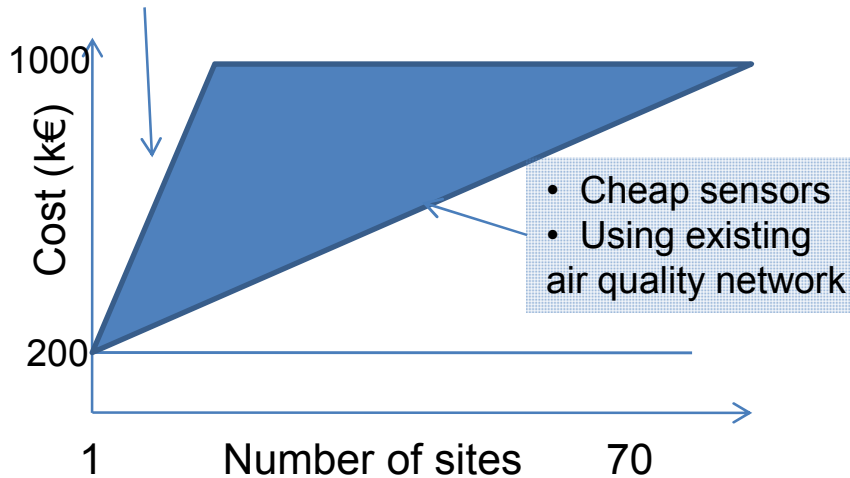 1000
Cost (k€)
• Cheap sensors
• Using existing
air quality network
200
1 Number of sites 70